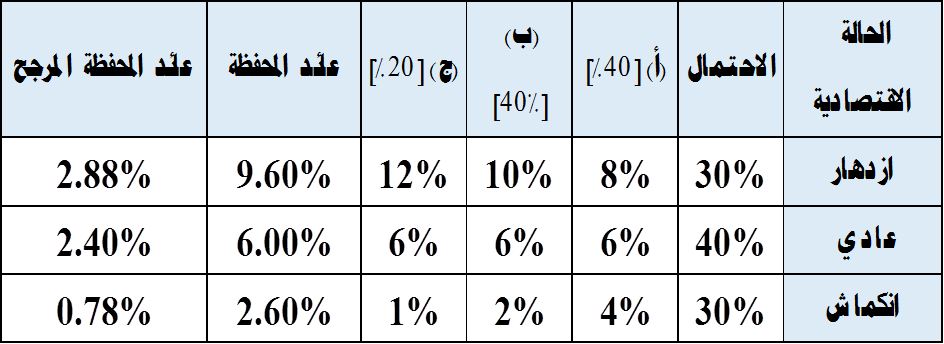 الحالة الاقتصادية | الاحتمال | (أ) [40٪] | (ب) [40٪] | (ج) [20٪] | عائد المحفظة | عائد المحفظة المرجح
ازدهار | 30% | 8% | 10% | 12% | 9.60% | 2.88%
عادي | 40% | 6% | 6% | 6% | 6.00% | 2.40%
انكماش | 30% | 4% | 2% | 1% | 2.60% | 0.78%